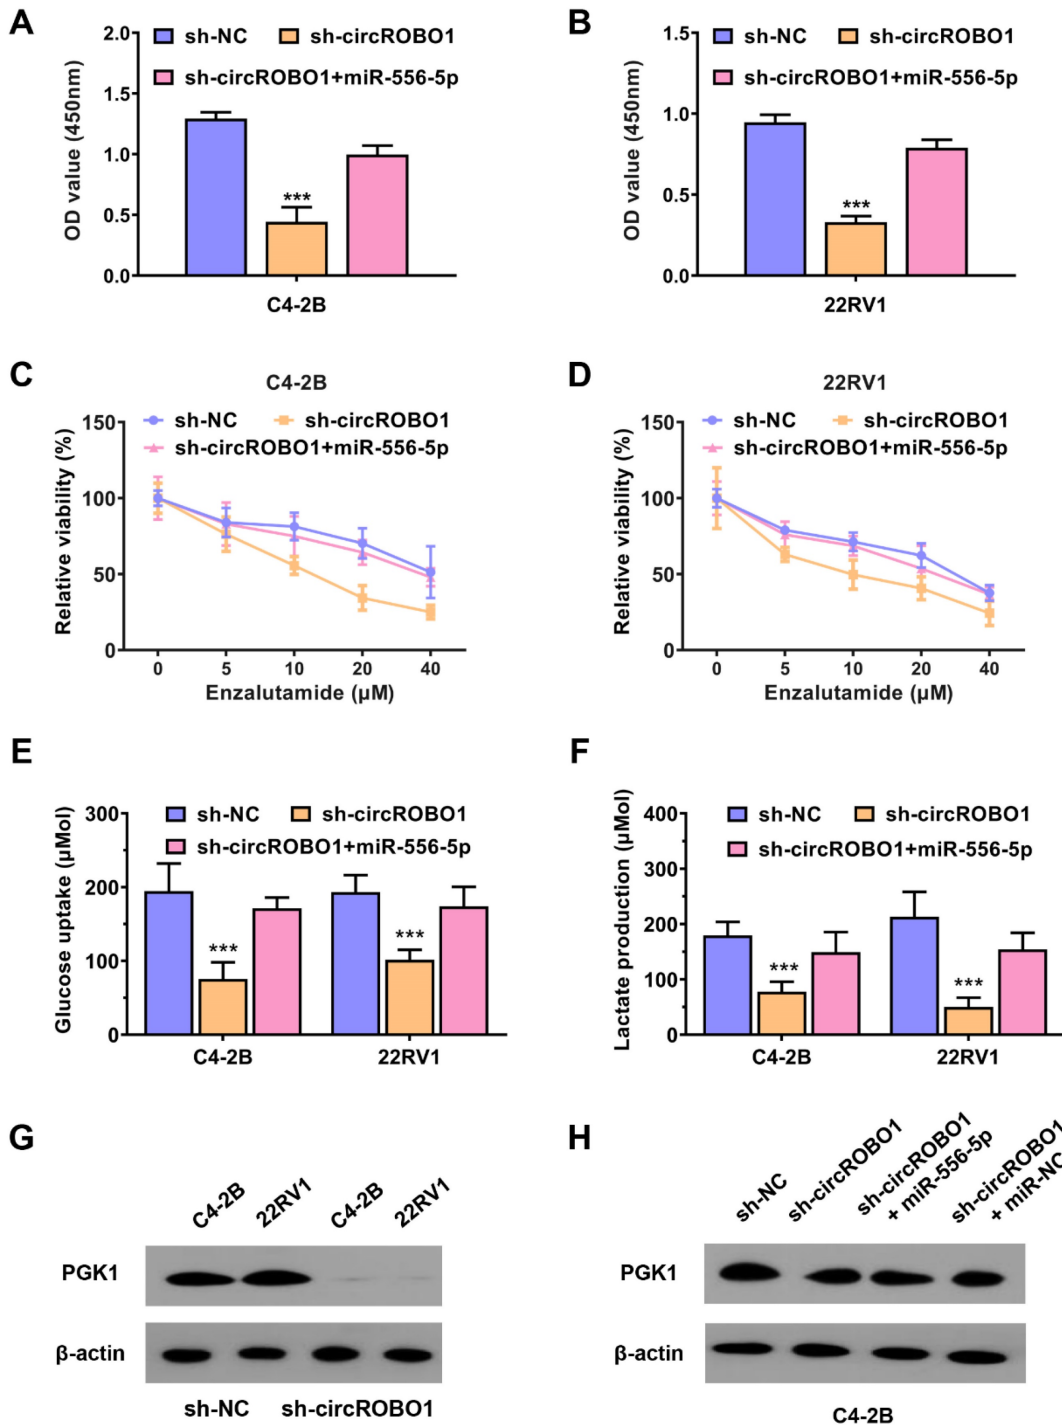 A
OD value (450nm)
2.0
1.5
1.0
0.5
0.0
sh-NC
sh-circROBO1
sh-circROBO1+miR-556-5p
***
C4-2B
B
OD value (450nm)
1.5
1.0
0.5
0.0
sh-NC
sh-circROBO1
sh-circROBO1+miR-556-5p
***
22RV1
C
C4-2B
Relative viability (%)
150
100
50
0
sh-NC
sh-circROBO1
sh-circROBO1+miR-556-5p
0 5 10 20 40
Enzalutamide (μM)
D
22RV1
Relative viability (%)
150
100
50
0
sh-NC
sh-circROBO1
sh-circROBO1+miR-556-5p
0 5 10 20 40
Enzalutamide (μM)
E
Glucose uptake (μMol)
300
200
100
0
sh-NC
sh-circROBO1
sh-circROBO1+miR-556-5p
***
***
C4-2B 22RV1
F
Lactate production (μMol)
400
300
200
100
0
sh-NC
sh-circROBO1
sh-circROBO1+miR-556-5p
***
***
C4-2B 22RV1
G
C4-2B
22RV1
C4-2B
22RV1
PGK1
β-actin
sh-NC sh-circROBO1
H
sh-NC
sh-circROBO1
sh-circROBO1
+ miR-556-5p
sh-circROBO1
+ miR-NC
PGK1
β-actin
C4-2B